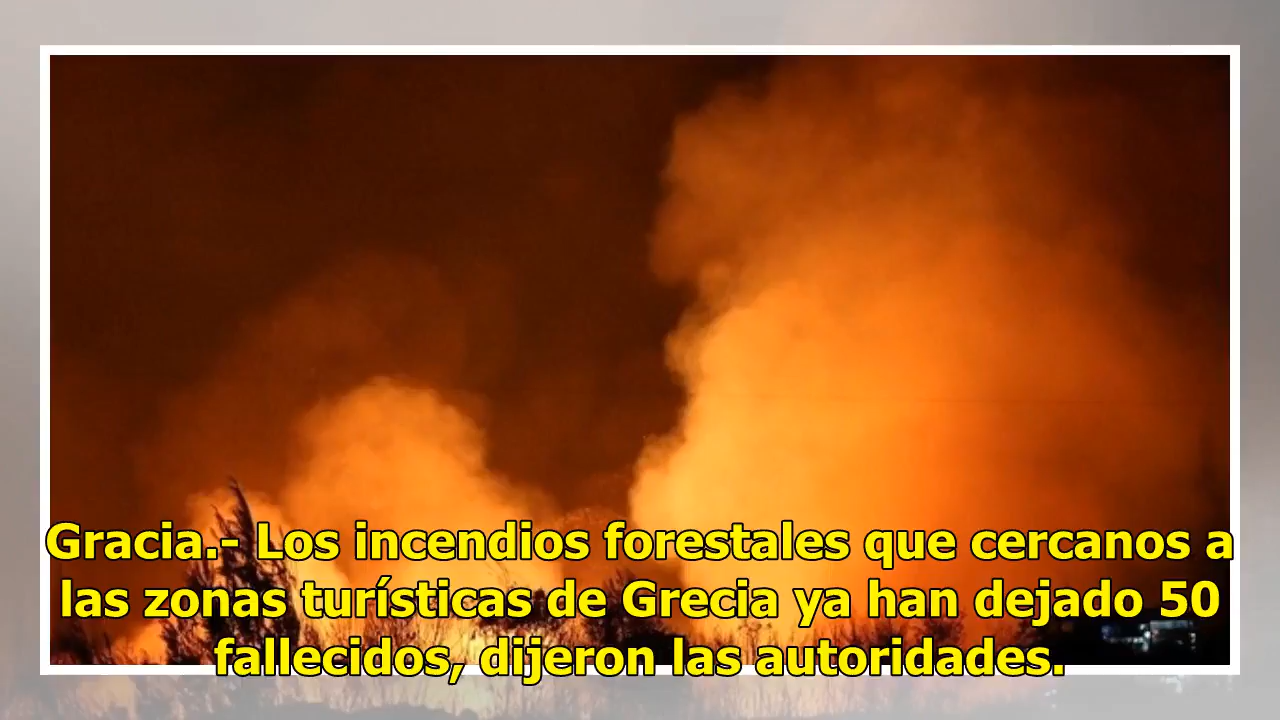 Gracia.- Los incendios forestales que cercanos a
las zonas turísticas de Grecia ya han dejado 50
fallecidos, dijeron las autoridades.